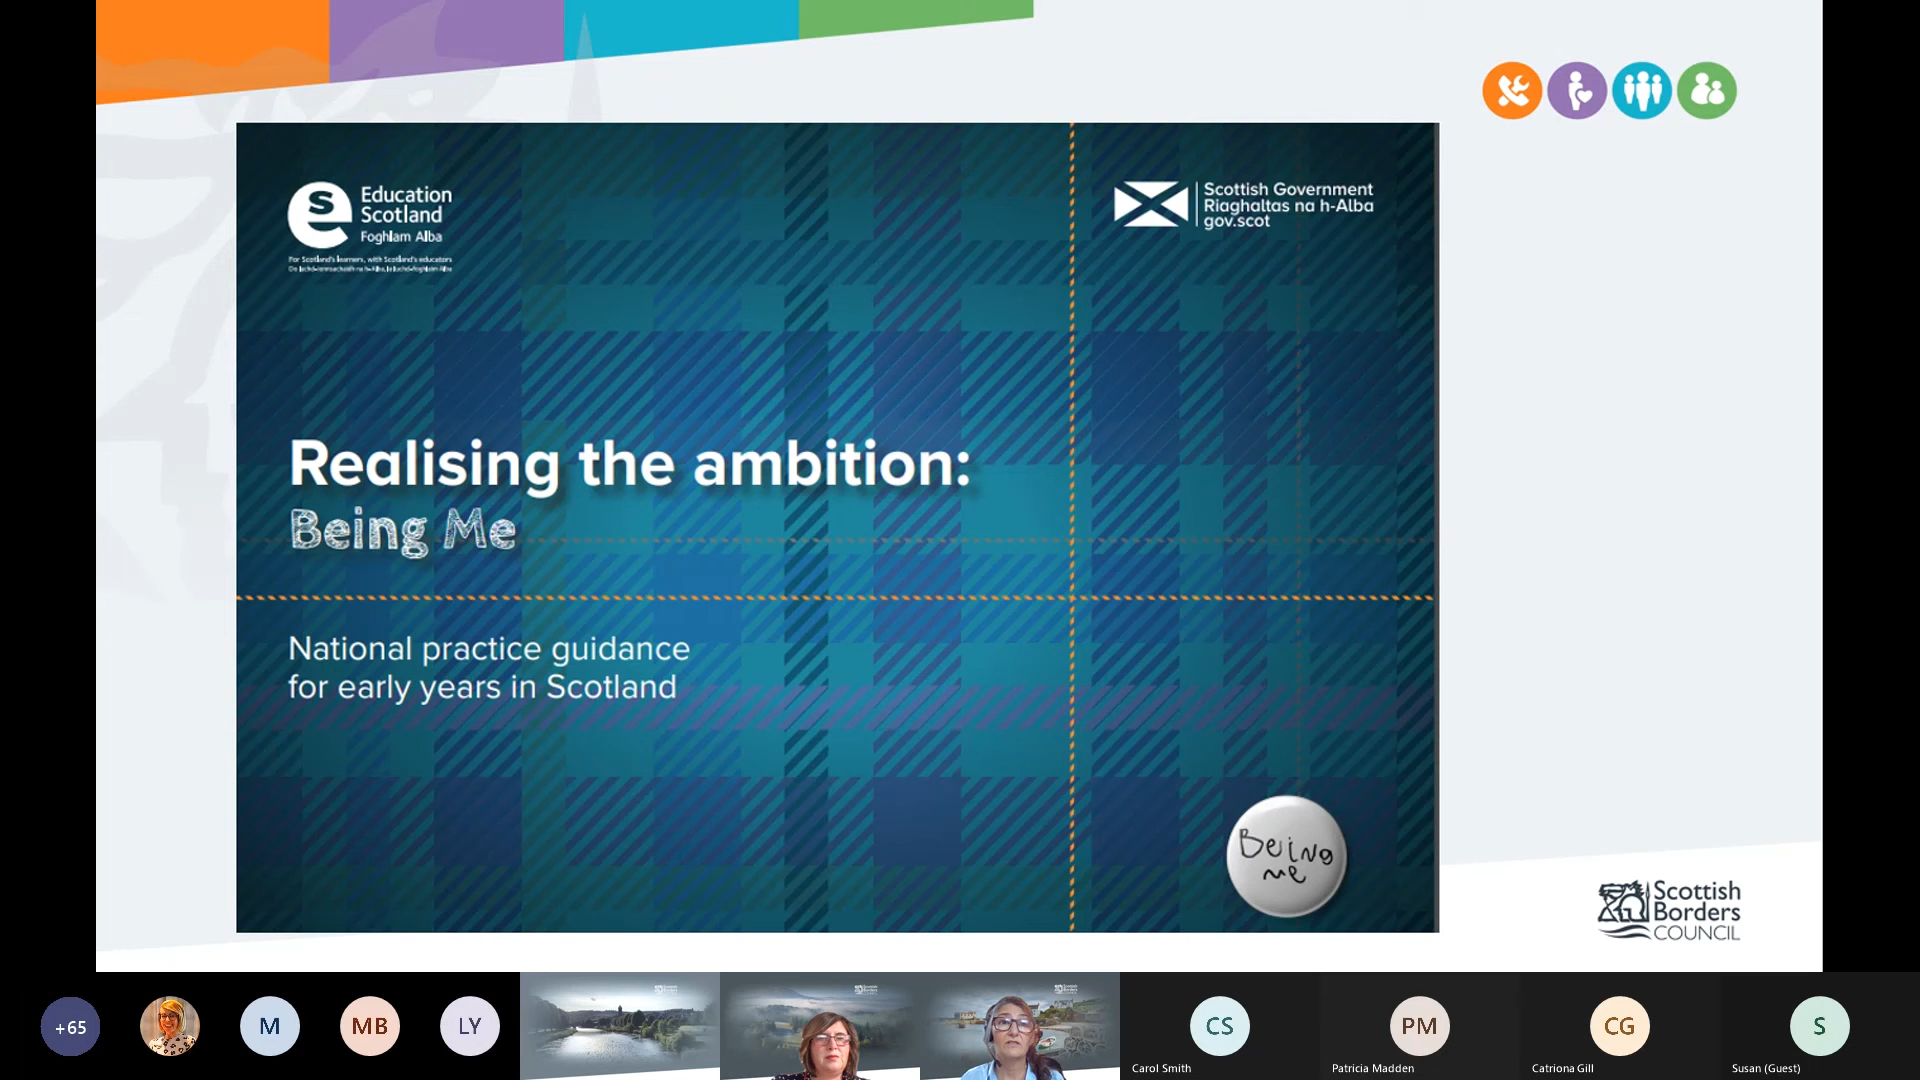 Education
Scotland
Foghlam Alba
For Scotland's learners, with Scotland's educators
Scottish Government
Riaghaltas na h-Alba
gov.scot
Realising the ambition:
Being Me
National practice guidance
for early years in Scotland
Being
me
Scottish
Borders
COUNCIL
+65
M
MB
LY
CS
Carol Smith
PM
Patricia Madden
CG
Catriona Gill
S
Susan (Guest)